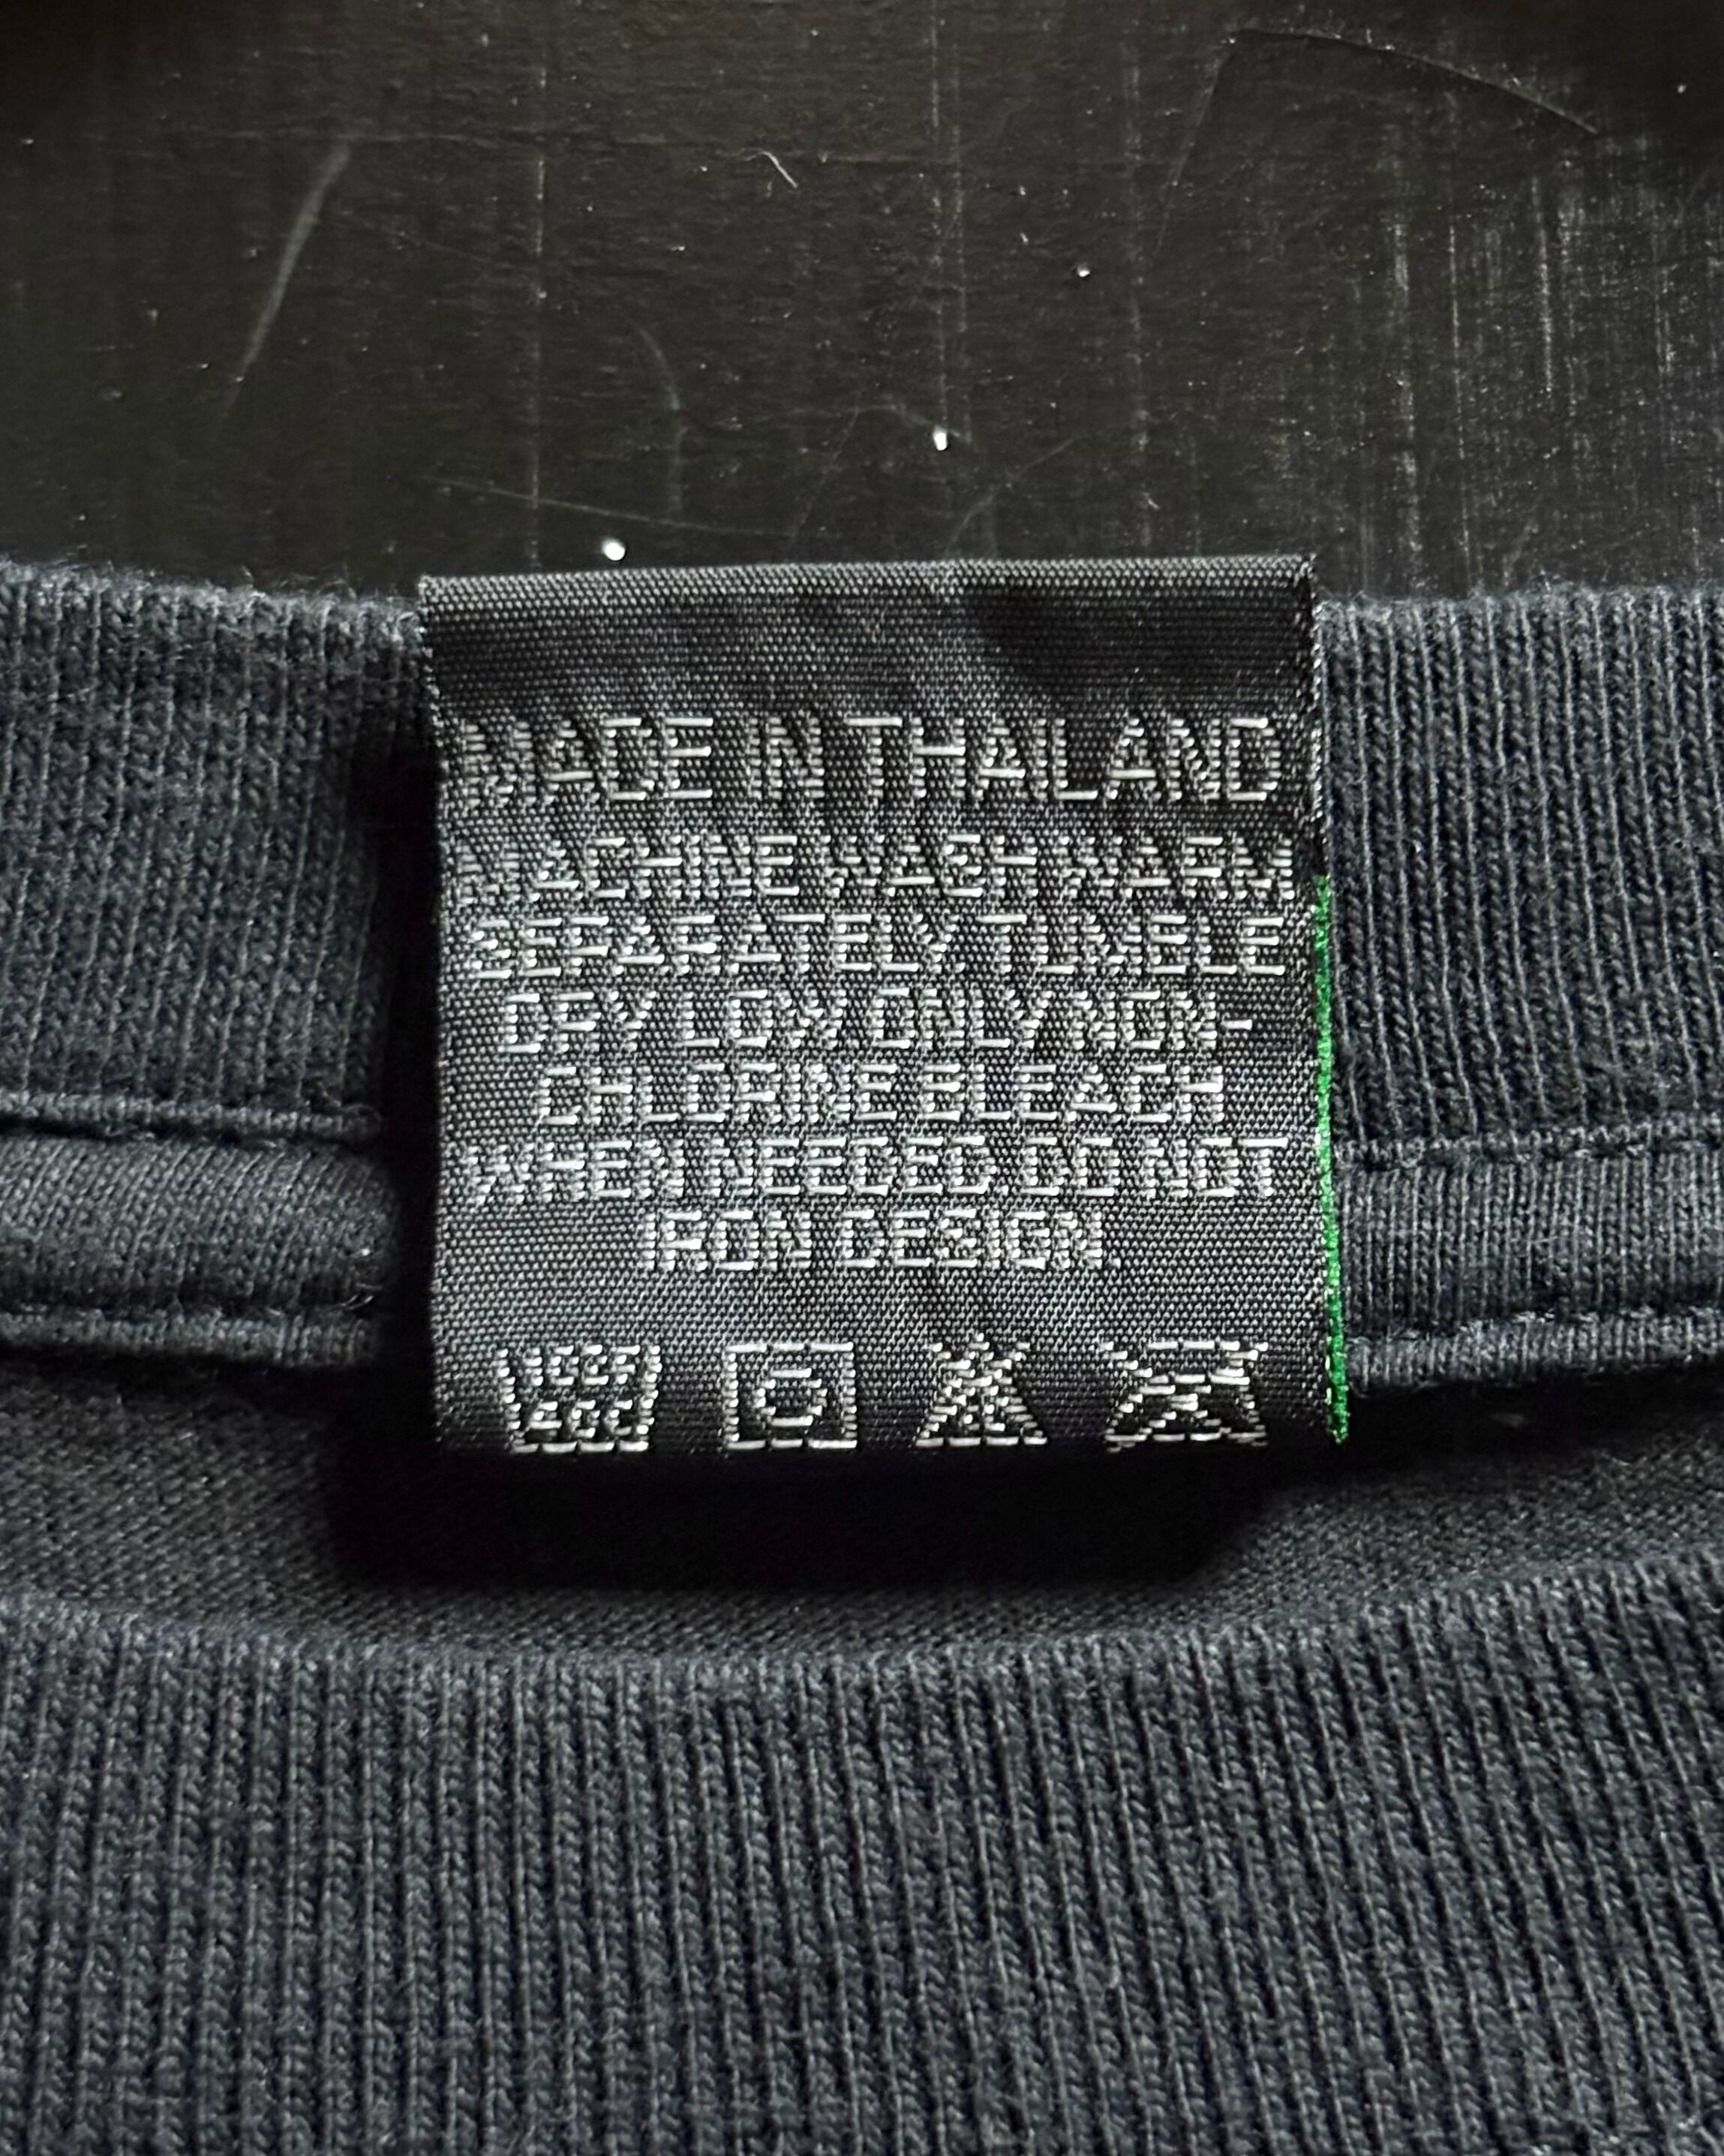 MADE IN THAILAND
MACHINE WASH WARM
SEPARATELY. TUMBLE
DRY LOW. ONLY NON-
CHLORINE BLEACH
WHEN NEEDED. DO NOT
IRON DESIGN.